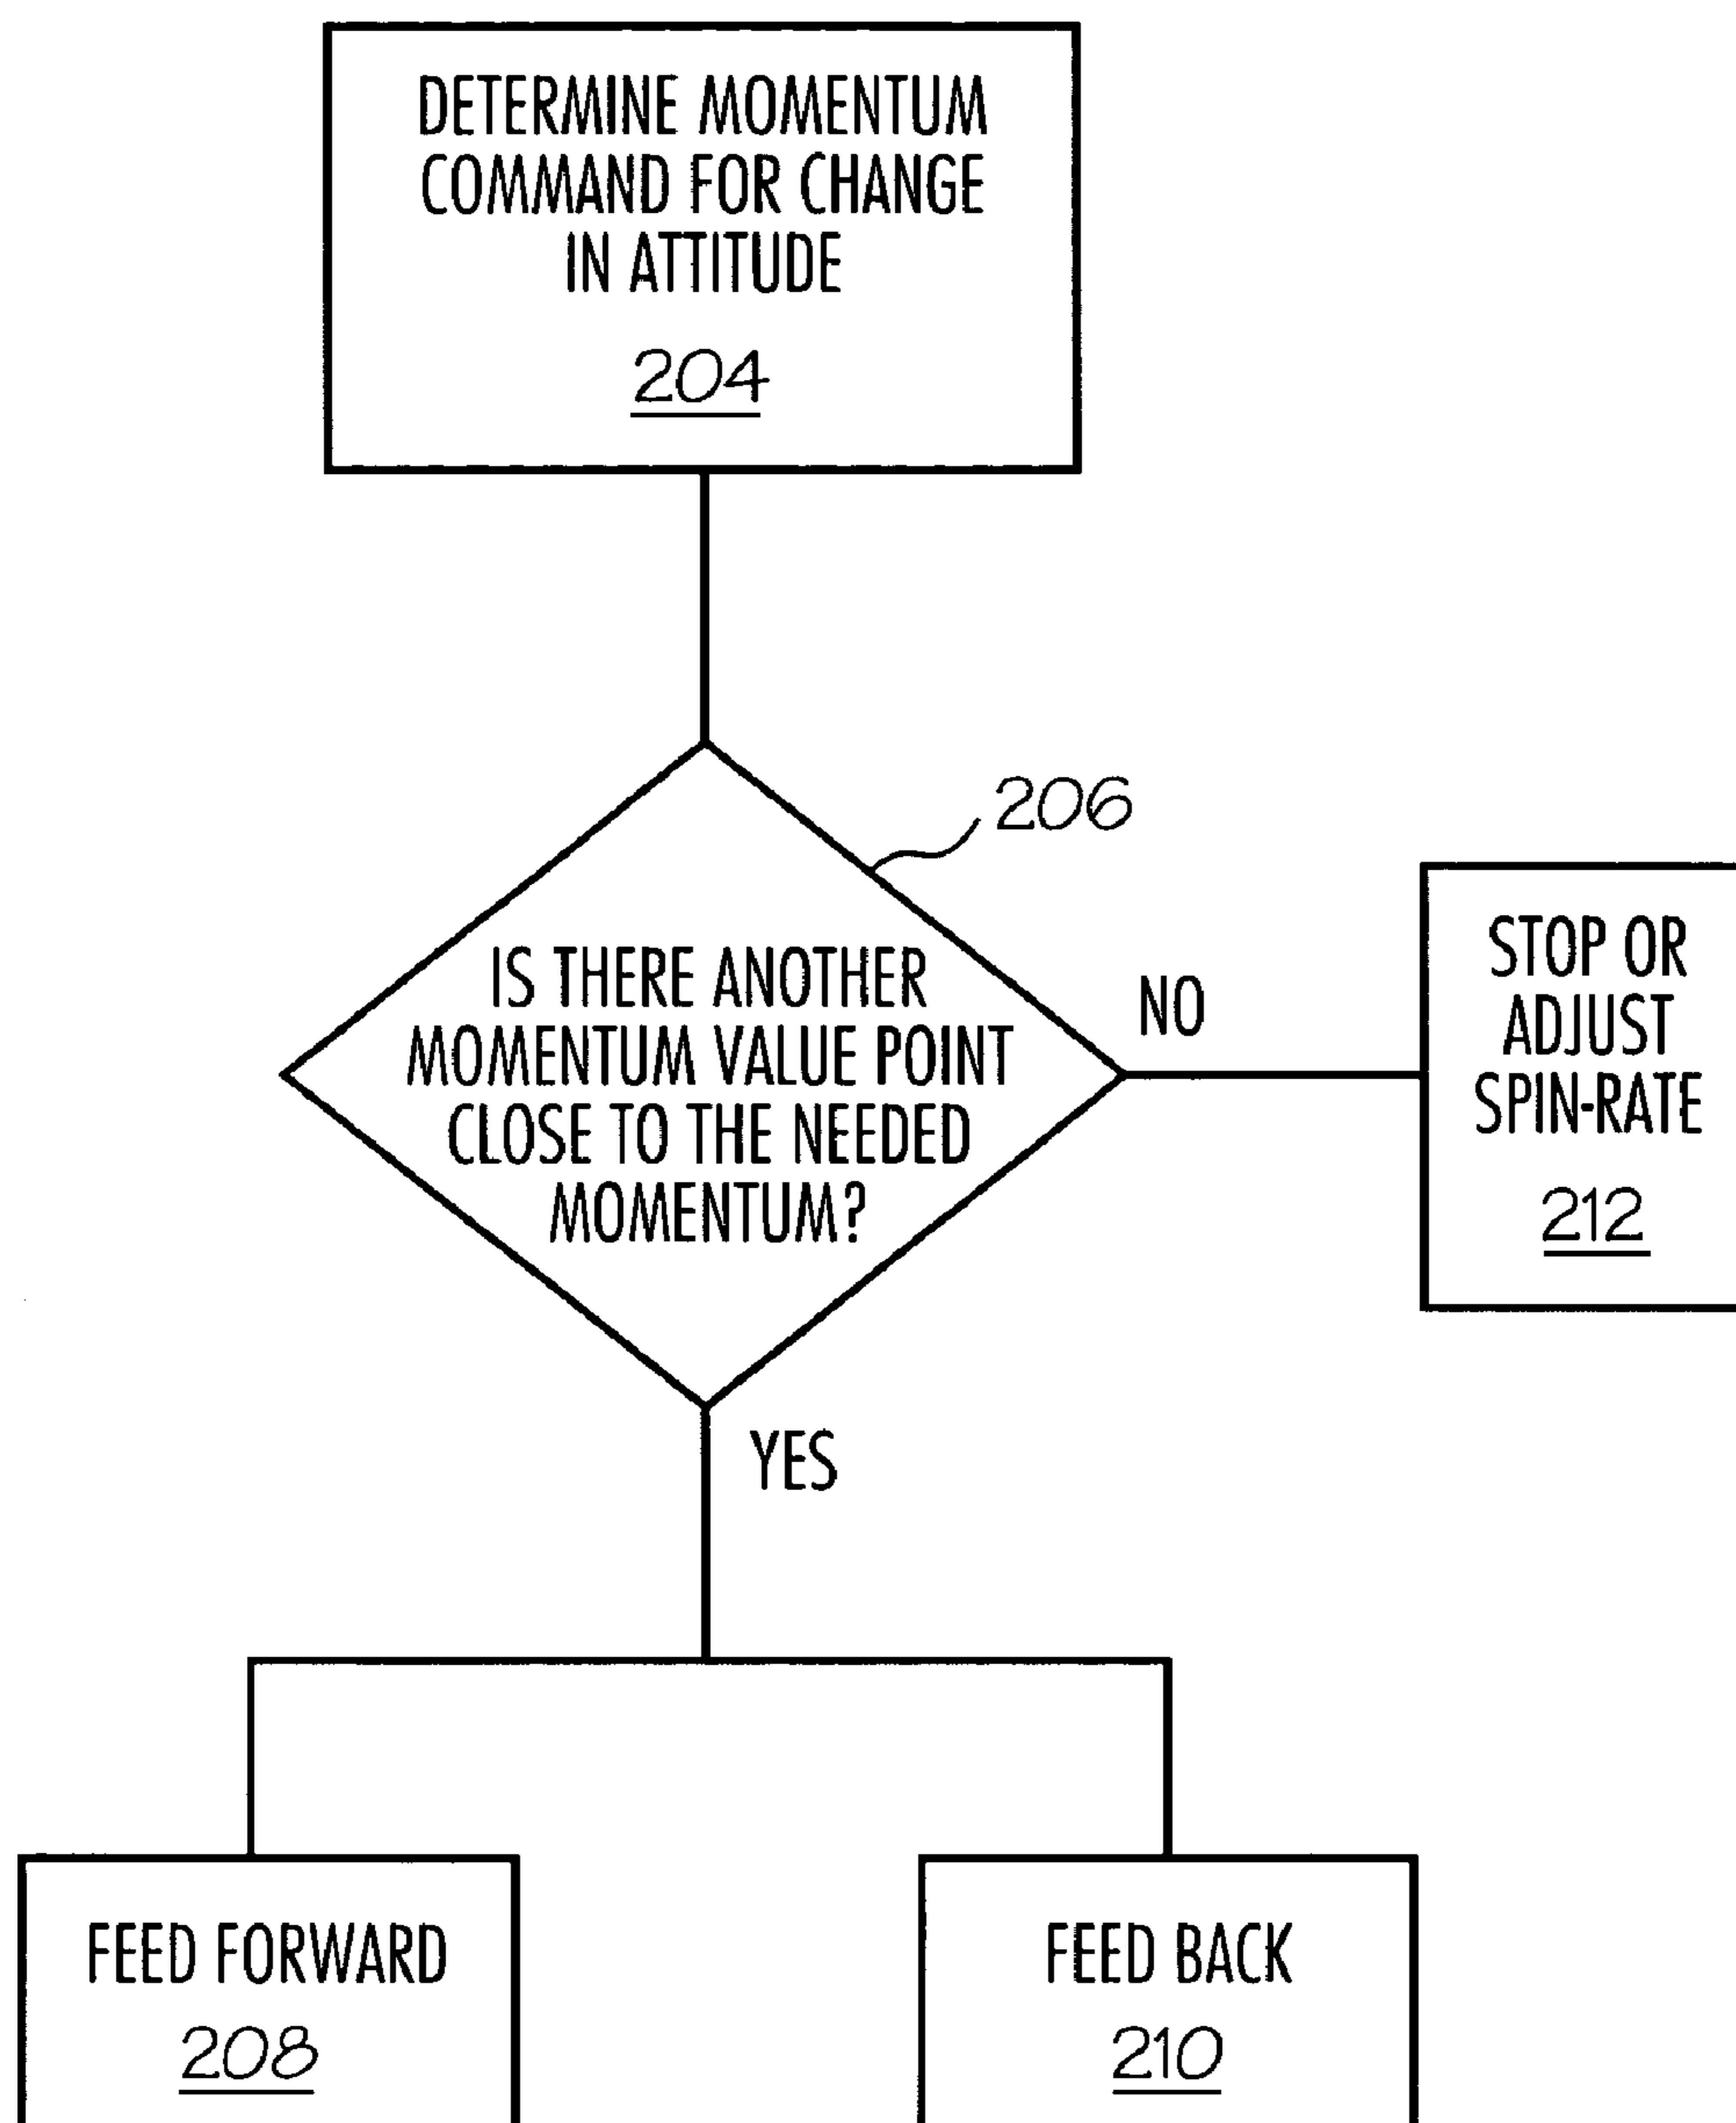 DETERMINE MOMENTUM
COMMAND FOR CHANGE
IN ATTITUDE
204
206
IS THERE ANOTHER
MOMENTUM VALUE POINT
CLOSE TO THE NEEDED
MOMENTUM?
NO
STOP OR
ADJUST
SPIN-RATE
212
YES
FEED FORWARD
208
FEED BACK
210